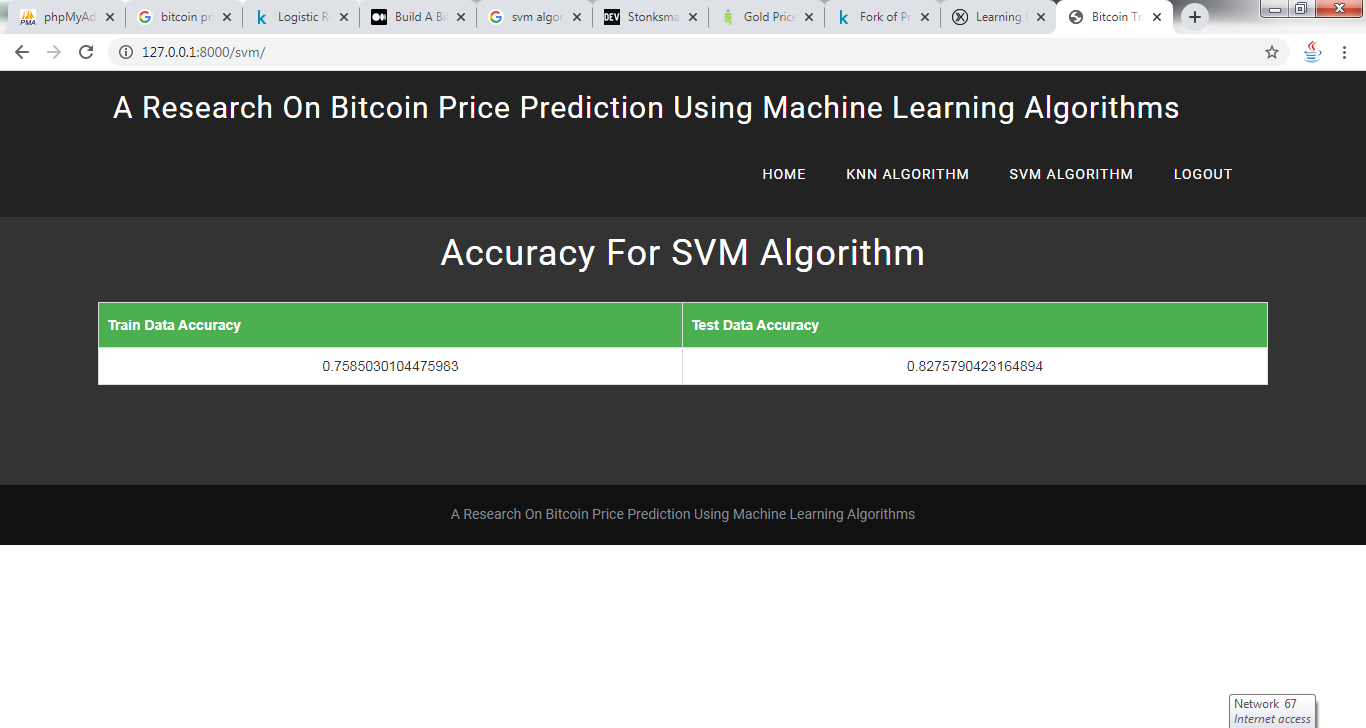 phpMyAd
bitcoin pr
Logistic R
Build A Bi
svm algor
Stonksma
Gold Price
Fork of Pr
Learning
Bitcoin Tr
127.0.0.1:8000/svm/
A Research On Bitcoin Price Prediction Using Machine Learning Algorithms
HOME KNN ALGORITHM SVM ALGORITHM LOGOUT
Accuracy For SVM Algorithm
Train Data Accuracy Test Data Accuracy
0.7585030104475983 0.8275790423164894
A Research On Bitcoin Price Prediction Using Machine Learning Algorithms
Network 67
Internet access